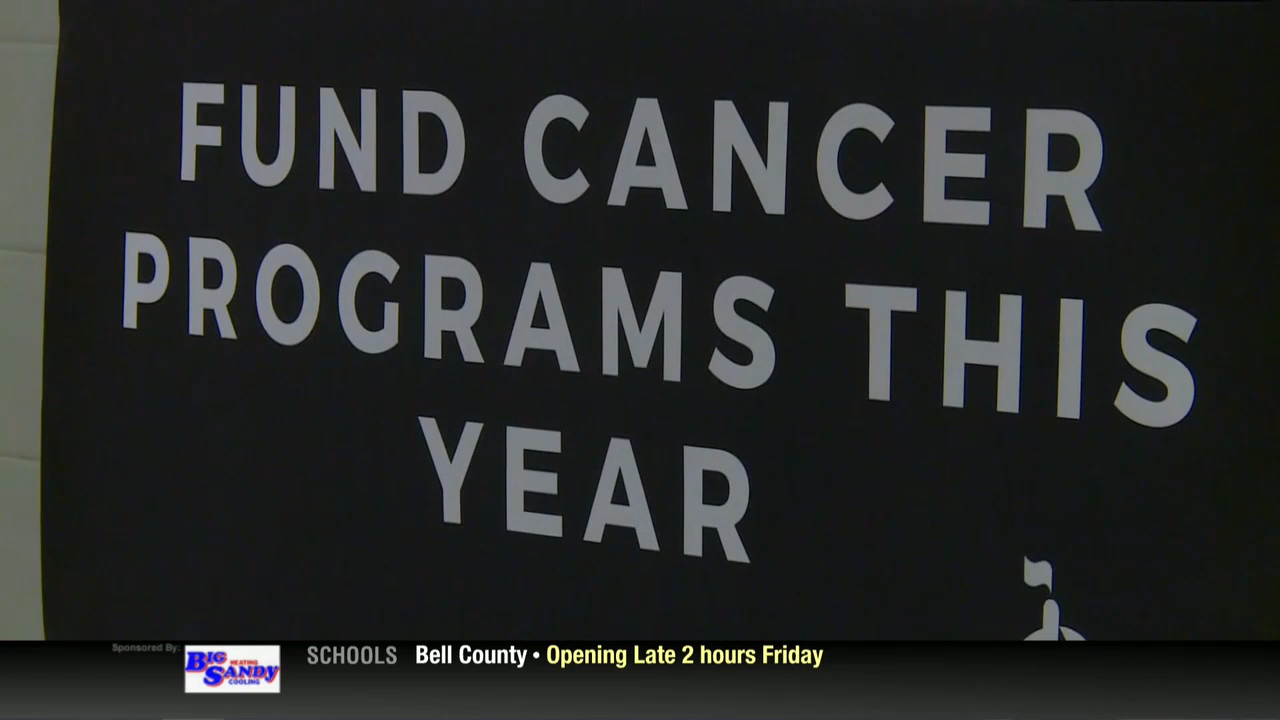 FUND CANCER
PROGRAMS THIS
YEAR
Sponsored By:
BIG SANDY
HEATING
COOLING
SCHOOLS Bell County • Opening Late 2 hours Friday